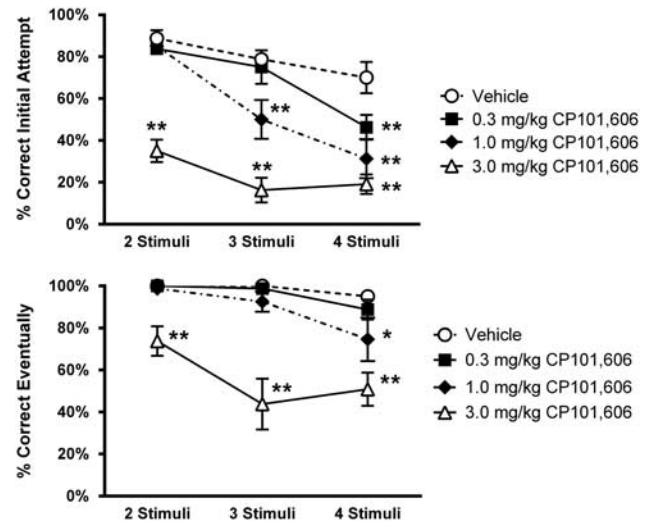 100%
80%
60%
40%
20%
0%
% Correct Initial Attempt
**
**
**
**
**
**
2 Stimuli 3 Stimuli 4 Stimuli
Vehicle
0.3 mg/kg CP101,606
1.0 mg/kg CP101,606
3.0 mg/kg CP101,606
100%
80%
60%
40%
20%
0%
% Correct Eventually
**
**
*
**
2 Stimuli 3 Stimuli 4 Stimuli
Vehicle
0.3 mg/kg CP101,606
1.0 mg/kg CP101,606
3.0 mg/kg CP101,606